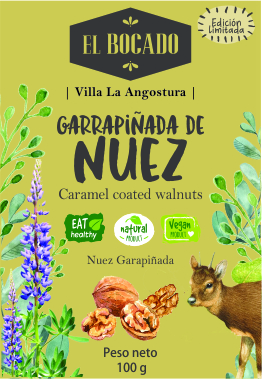 EL BOCADO
Edición
Limitada
| Villa La Angostura |
GARRAPIÑADA DE
NUEZ
Caramel coated walnuts
EAT
healthy
natural
PRODUCT
Vegan
PRODUCT
Nuez Garapiñada
Peso neto
100 g